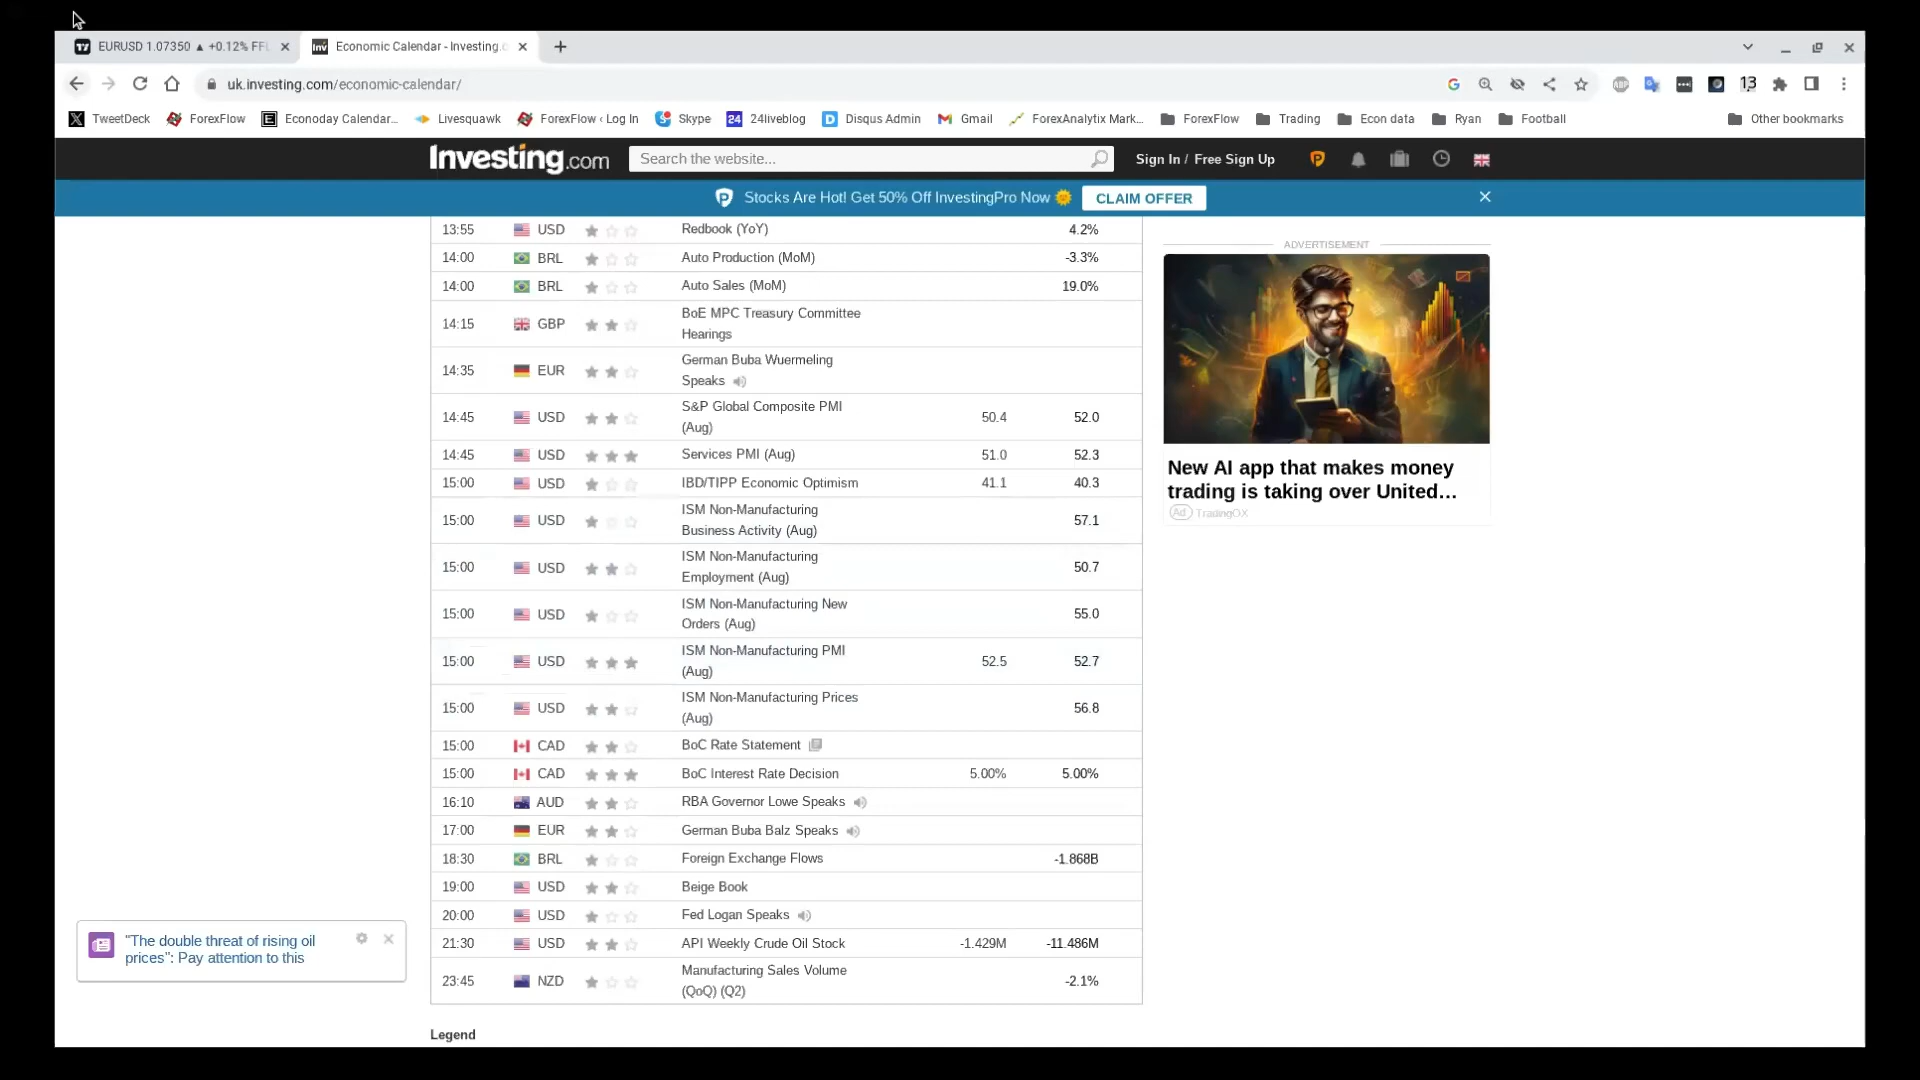 EURUSD 1.07350 ▲ +0.12% FFL
Economic Calendar - Investing.c
uk.investing.com/economic-calendar/
13
TweetDeck
ForexFlow
Econoday Calendar...
Livesquawk
ForexFlow ‹ Log In
Skype
24liveblog
Disqus Admin
Gmail
ForexAnalytix Mark...
ForexFlow
Trading
Econ data
Ryan
Football
Other bookmarks
Investing.com
Search the website...
Sign In / Free Sign Up
Stocks Are Hot! Get 50% Off InvestingPro Now
CLAIM OFFER
13:55 USD Redbook (YoY) 4.2%
14:00 BRL Auto Production (MoM) -3.3%
14:00 BRL Auto Sales (MoM) 19.0%
14:15 GBP BoE MPC Treasury Committee
Hearings
14:35 EUR German Buba Wuermeling
Speaks
14:45 USD S&P Global Composite PMI 50.4 52.0
(Aug)
14:45 USD Services PMI (Aug) 51.0 52.3
15:00 USD IBD/TIPP Economic Optimism 41.1 40.3
15:00 USD ISM Non-Manufacturing 57.1
Business Activity (Aug)
15:00 USD ISM Non-Manufacturing 50.7
Employment (Aug)
15:00 USD ISM Non-Manufacturing New 55.0
Orders (Aug)
15:00 USD ISM Non-Manufacturing PMI 52.5 52.7
(Aug)
15:00 USD ISM Non-Manufacturing Prices 56.8
(Aug)
15:00 CAD BoC Rate Statement
15:00 CAD BoC Interest Rate Decision 5.00% 5.00%
16:10 AUD RBA Governor Lowe Speaks
17:00 EUR German Buba Balz Speaks
18:30 BRL Foreign Exchange Flows -1.868B
19:00 USD Beige Book
20:00 USD Fed Logan Speaks
21:30 USD API Weekly Crude Oil Stock -1.429M -11.486M
23:45 NZD Manufacturing Sales Volume -2.1%
(QoQ) (Q2)
Legend
ADVERTISEMENT
New AI app that makes money
trading is taking over United...
Ad TradingOX
"The double threat of rising oil
prices": Pay attention to this